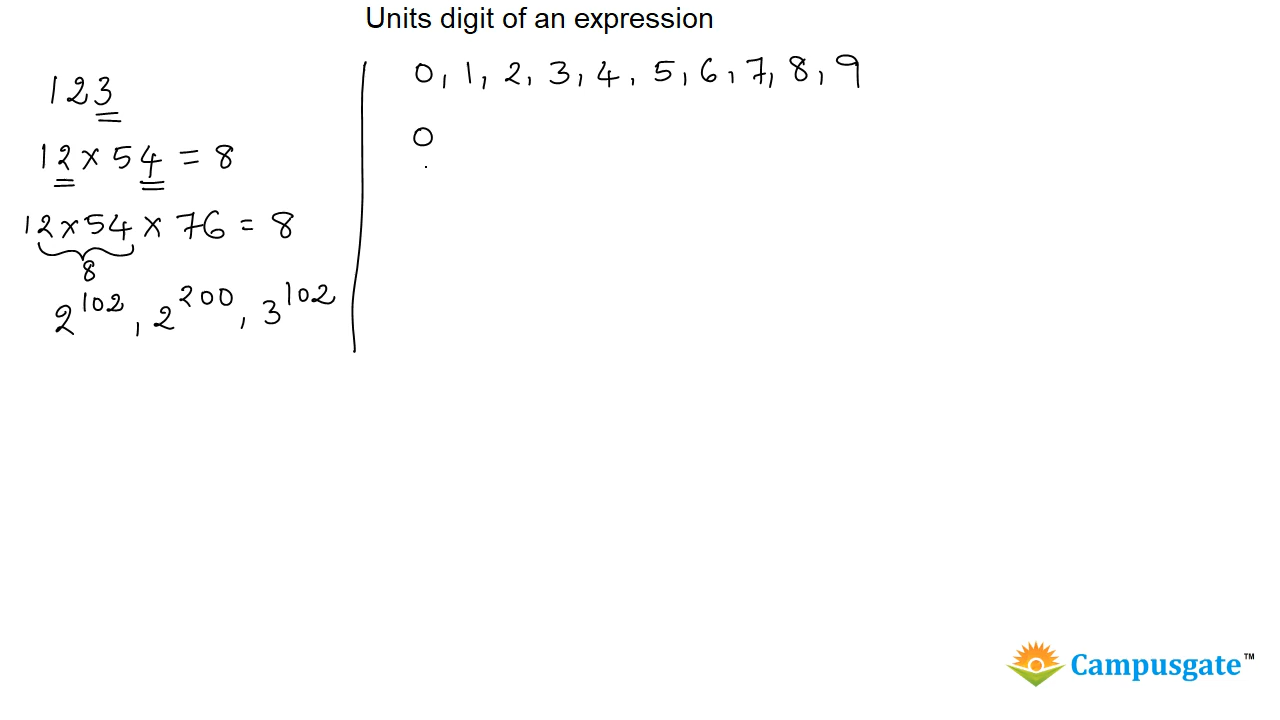 Units digit of an expression
123
12 × 54 = 8
12 × 54 × 76 = 8
8
2^102, 2^200, 3^102
0, 1, 2, 3, 4, 5, 6, 7, 8, 9
0
Campusgate™